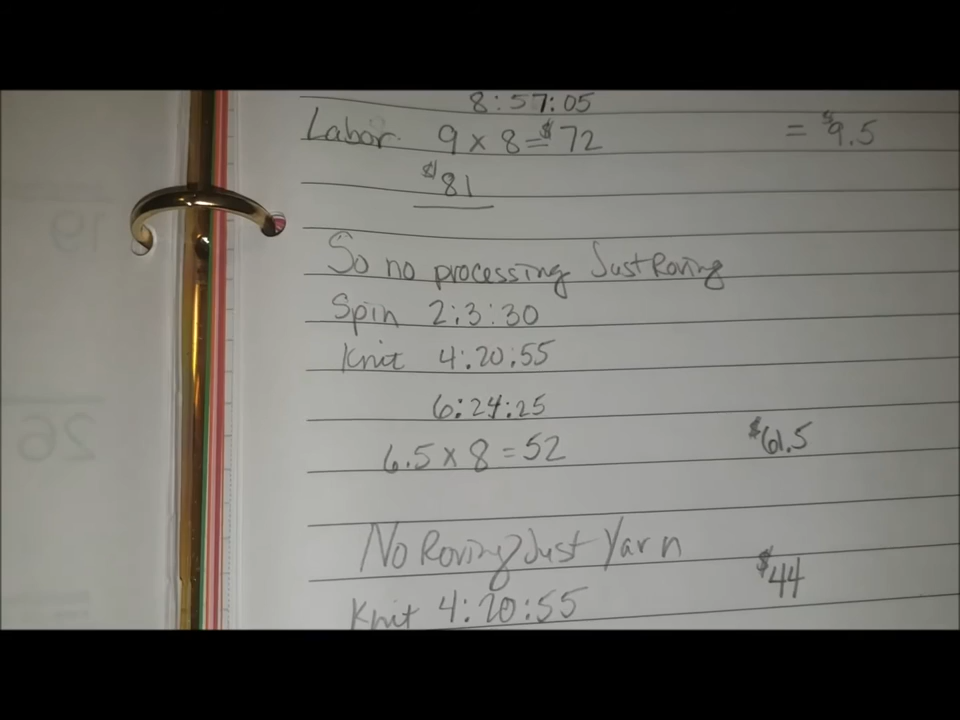 8:57:05
Labor. 9 x 8 = $72 = $9.5
$81
So no processing Just Roving
Spin 2:3:30
Knit 4:20:55
6:24:25
6.5 x 8 = 52 $61.5
No Roving Just Yarn
$44
Knit 4:20:55
19
26